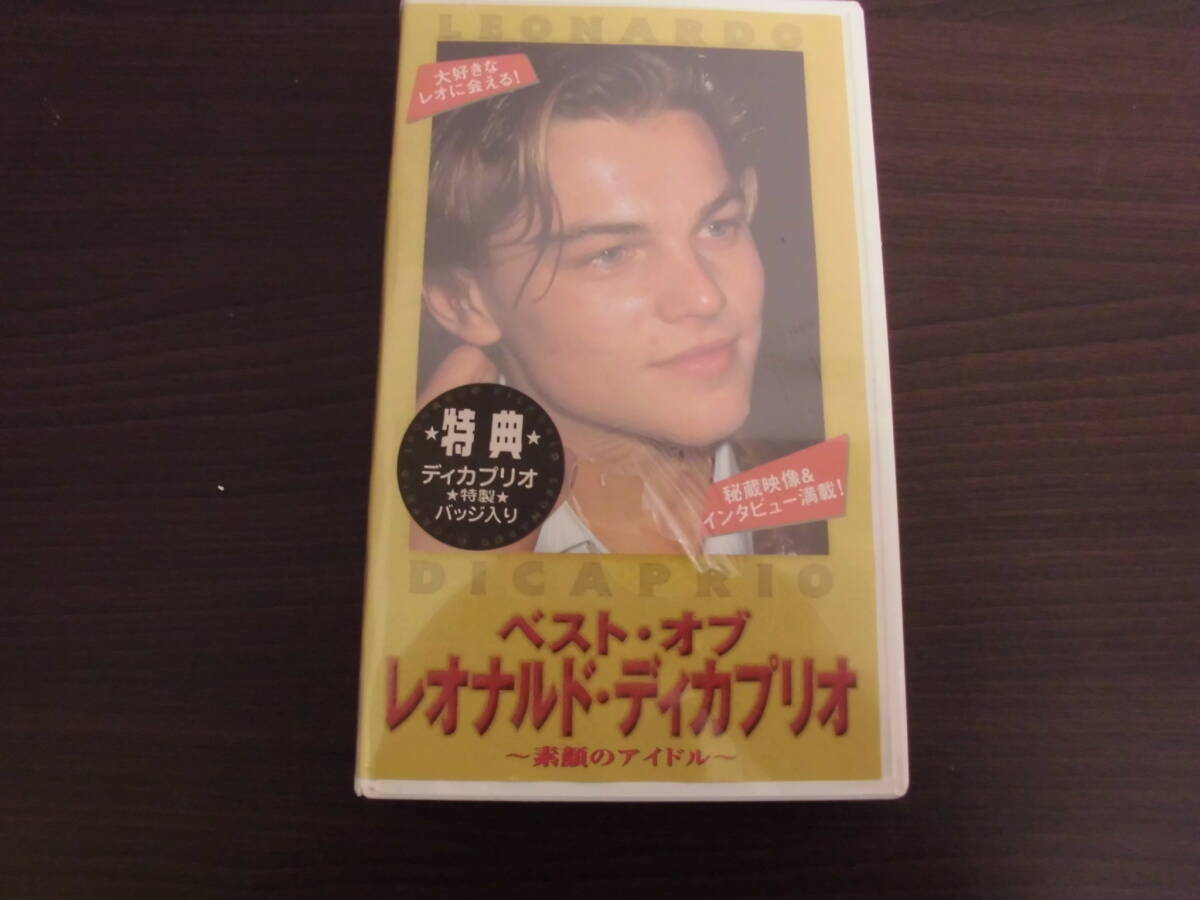 LEONARDO
大好きな
レオに会える!
★特典★
ディカプリオ
★特製★
バッジ入り
秘蔵映像&
インタビュー満載!
DICAPRIO
ベスト・オブ
レオナルド・ディカプリオ
~素顔のアイドル~